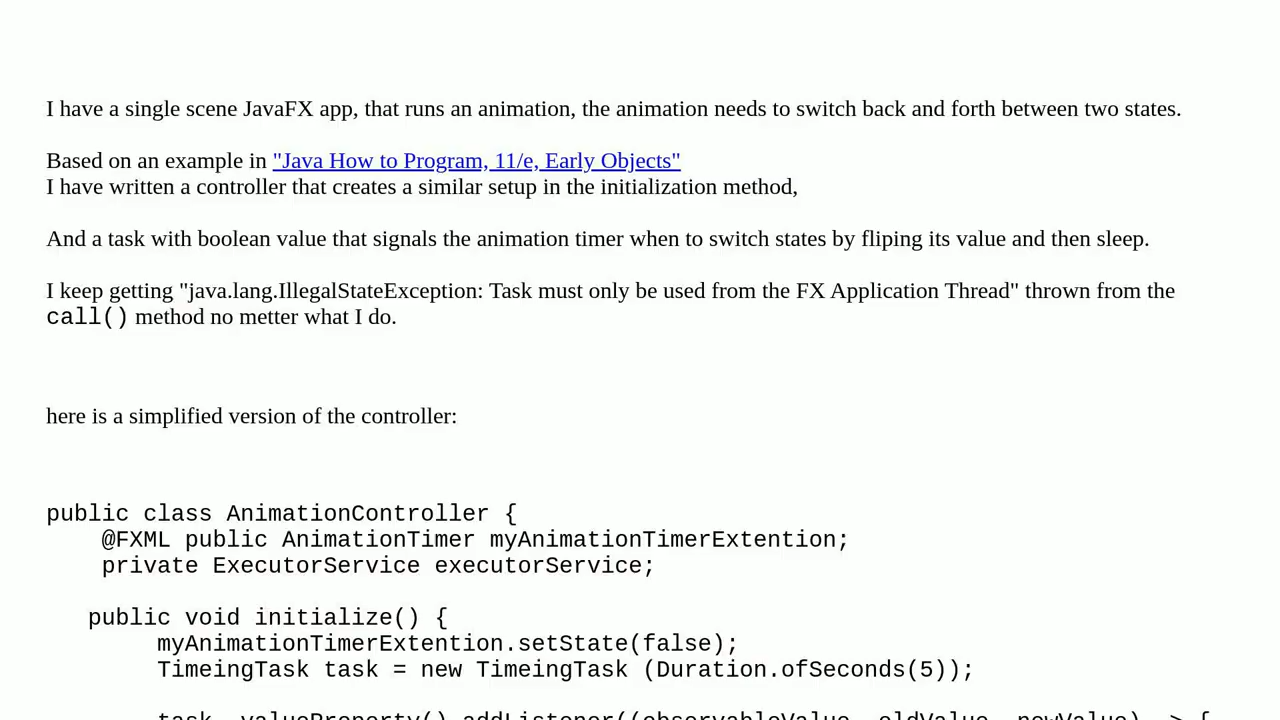 I have a single scene JavaFX app, that runs an animation, the animation needs to switch back and forth between two states.
Based on an example in "Java How to Program, 11/e, Early Objects"
I have written a controller that creates a similar setup in the initialization method,
And a task with boolean value that signals the animation timer when to switch states by fliping its value and then sleep.
I keep getting "java.lang.IllegalStateException: Task must only be used from the FX Application Thread" thrown from the
call() method no metter what I do.
here is a simplified version of the controller:
public class AnimationController {
@FXML public AnimationTimer myAnimationTimerExtention;
private ExecutorService executorService;
public void initialize() {
myAnimationTimerExtention.setState(false);
TimeingTask task = new TimeingTask (Duration.ofSeconds(5));
task. valueProperty().addListener((observableValue, oldValue, newValue) -> {